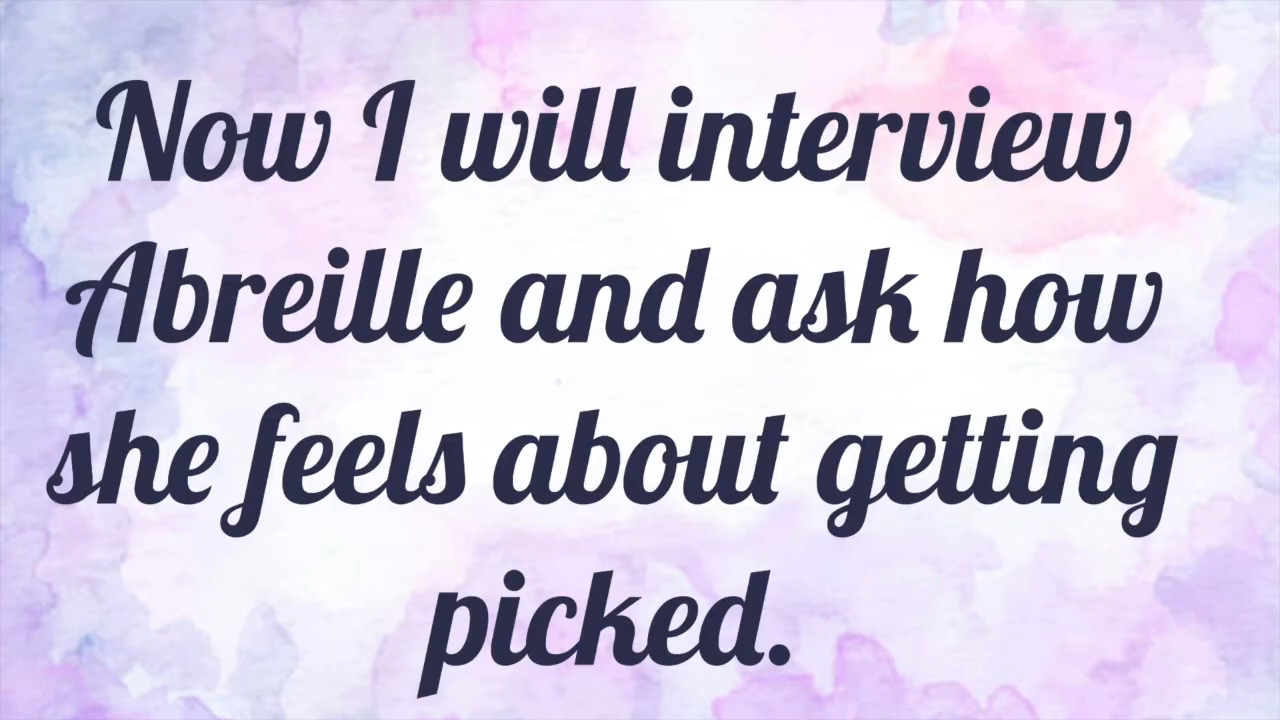 Now I will interview
Abreille and ask how
she feels about getting
picked.